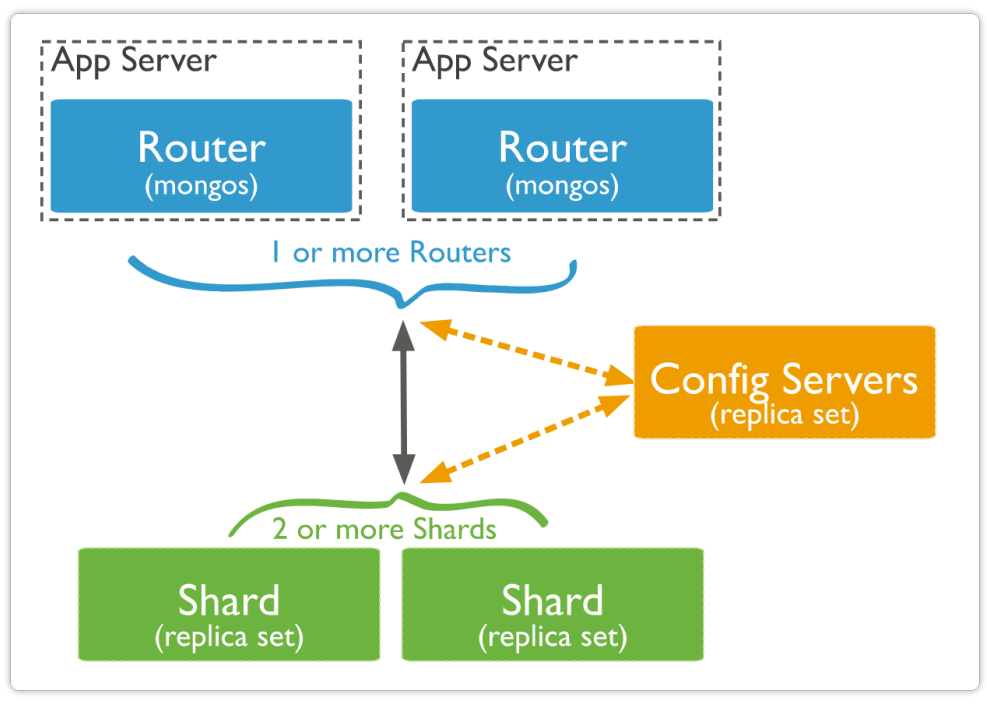 App Server
Router
(mongos)
App Server
Router
(mongos)
1 or more Routers
Config Servers
(replica set)
2 or more Shards
Shard
(replica set)
Shard
(replica set)